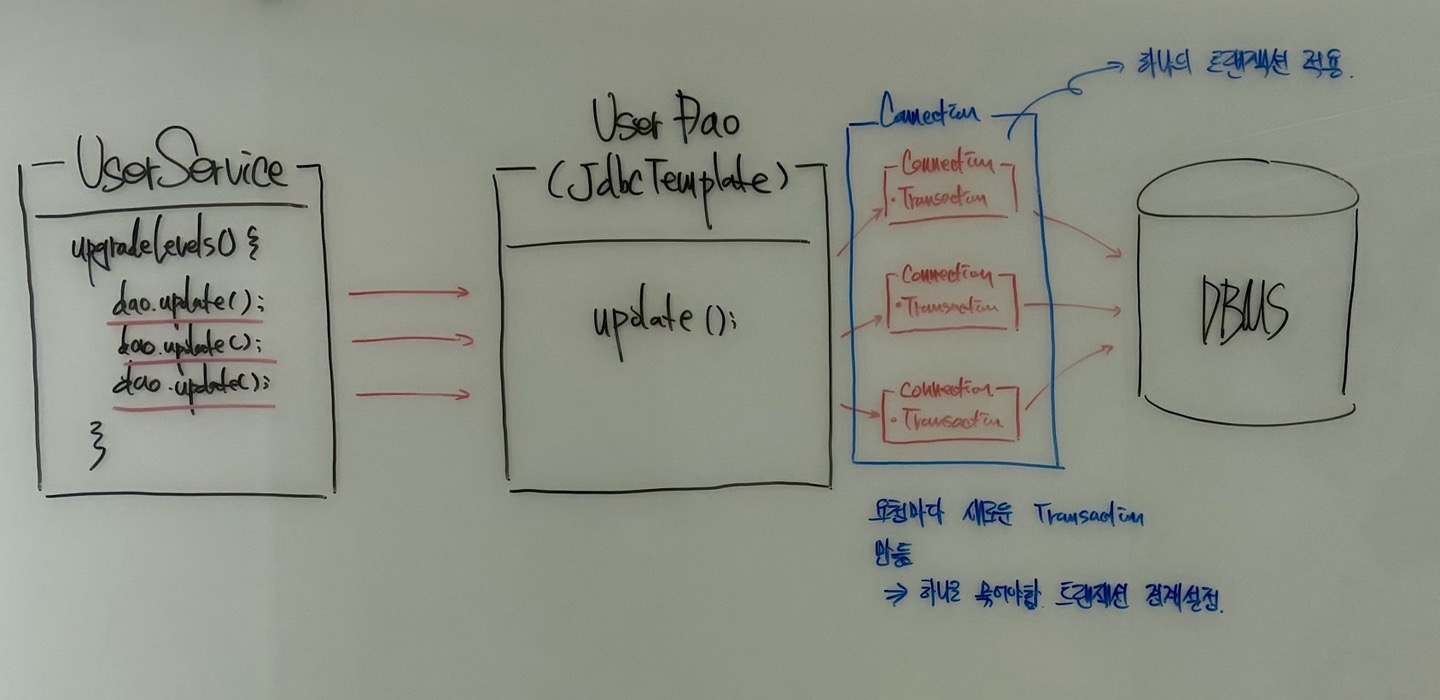 UserService
upgradeLevels() {
dao.update();
dao.update();
dao.update();
}
User Dao
(JdbcTemplate)
update();
Connection
하나의 트랜잭션 적용.
Connection
· Transaction
Connection
· Transaction
Connection
· Transaction
DBMS
요청마다 새로운 Transaction
만듦
⇒ 하나로 묶어야함. 트랜잭션 경계설정.